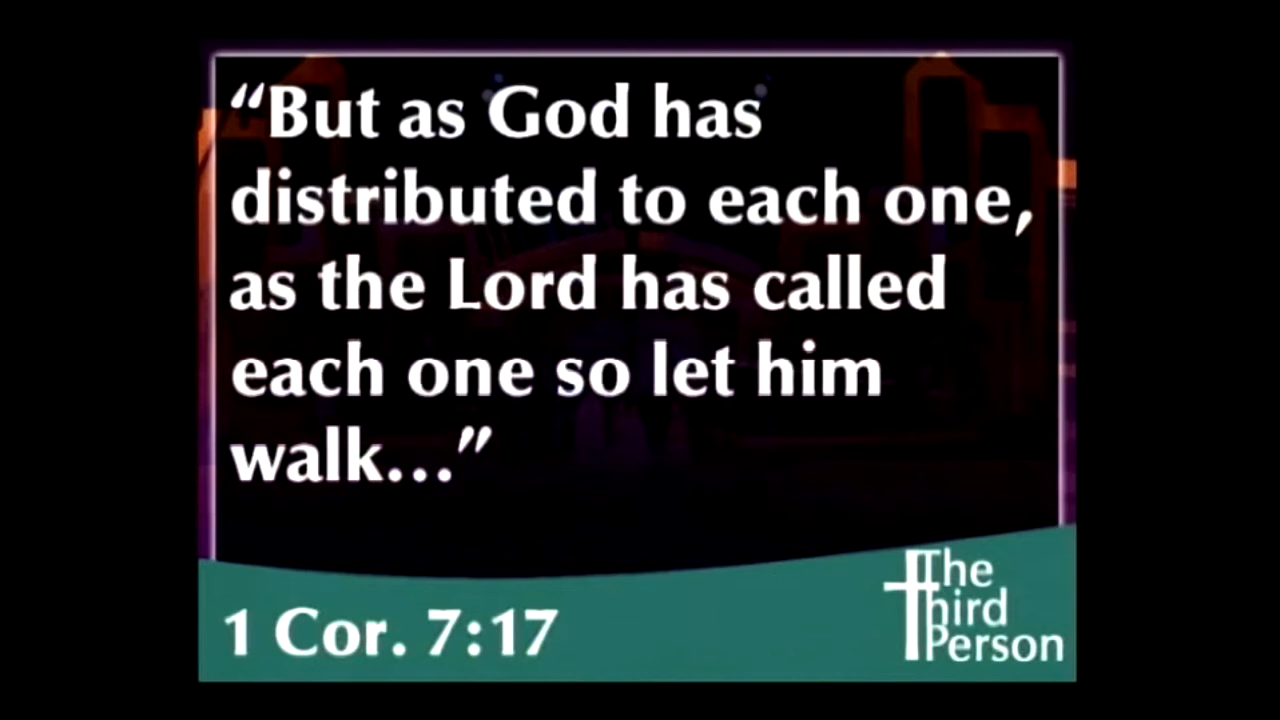 “But as God has
distributed to each one,
as the Lord has called
each one so let him
walk...”
1 Cor. 7:17
The
Third
Person